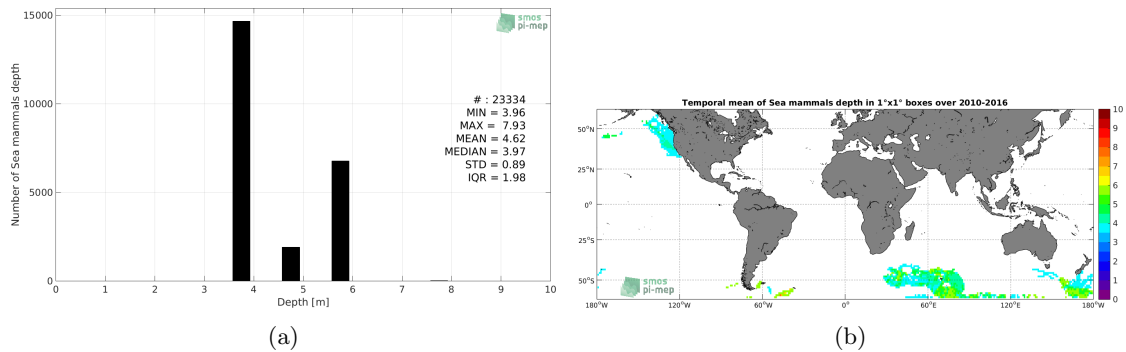 15000
10000
5000
0
Number of Sea mammals depth
smos
pi-mep
# : 23334
MIN = 3.96
MAX = 7.93
MEAN = 4.62
MEDIAN = 3.97
STD = 0.89
IQR = 1.98
0 1 2 3 4 5 6 7 8 9 10
Depth [m]
(a)
Temporal mean of Sea mammals depth in 1°x1° boxes over 2010-2016
50°N
25°N
0°
25°S
50°S
smos
pi-mep
180°W 120°W 60°W 0° 60°E 120°E 180°E
10
9
8
7
6
5
4
3
2
1
0
(b)